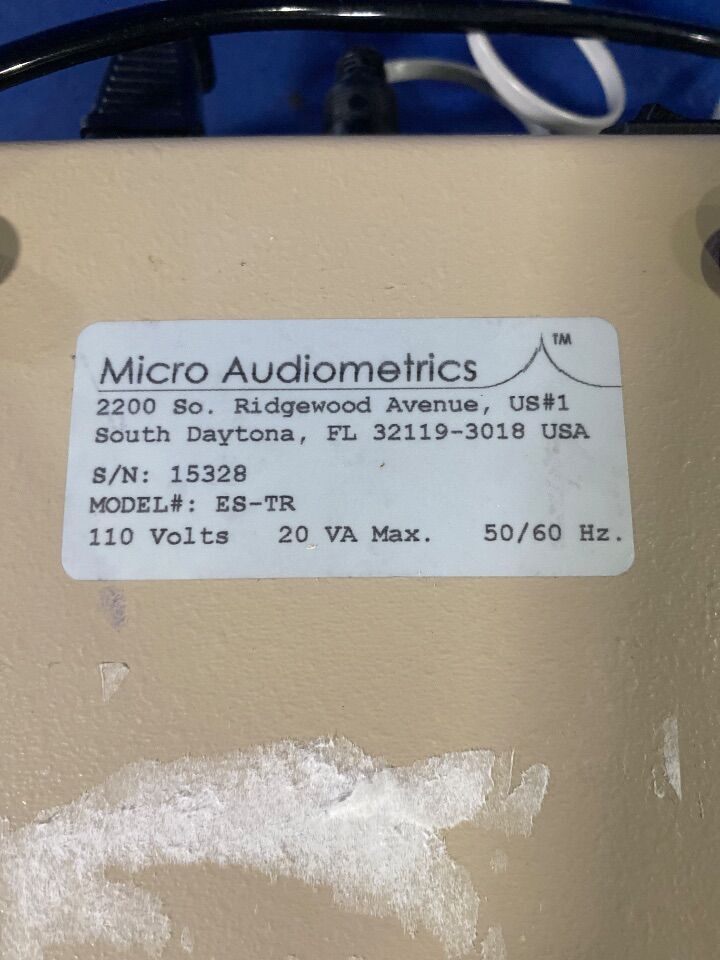 Micro Audiometrics ™
2200 So. Ridgewood Avenue, US#1
South Daytona, FL 32119-3018 USA
S/N: 15328
MODEL#: ES-TR
110 Volts 20 VA Max. 50/60 Hz.